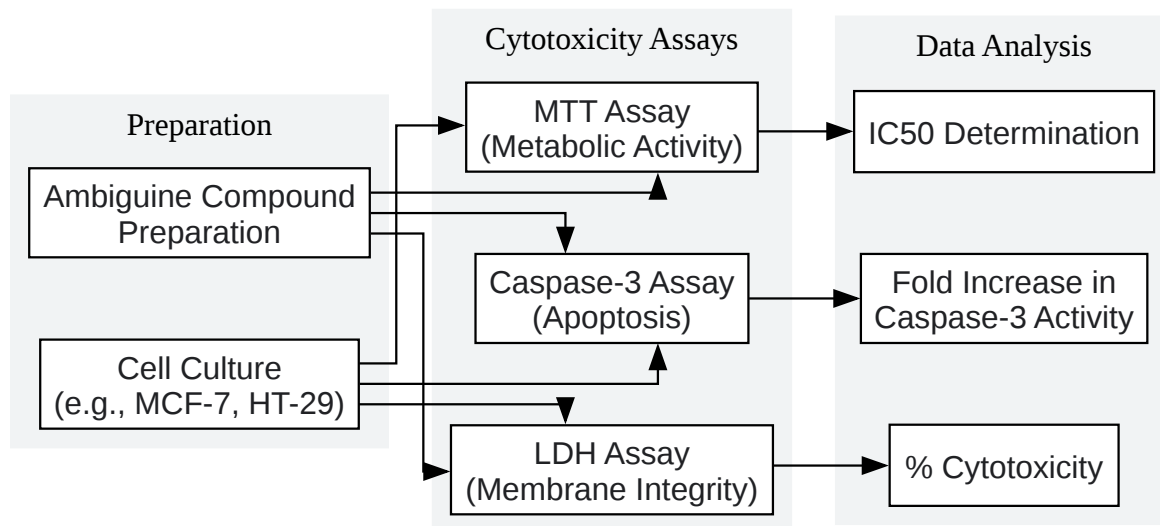 Preparation
Ambiguine Compound
Preparation
Cell Culture
(e.g., MCF-7, HT-29)
Cytotoxicity Assays
MTT Assay
(Metabolic Activity)
Caspase-3 Assay
(Apoptosis)
LDH Assay
(Membrane Integrity)
Data Analysis
IC50 Determination
Fold Increase in
Caspase-3 Activity
% Cytotoxicity